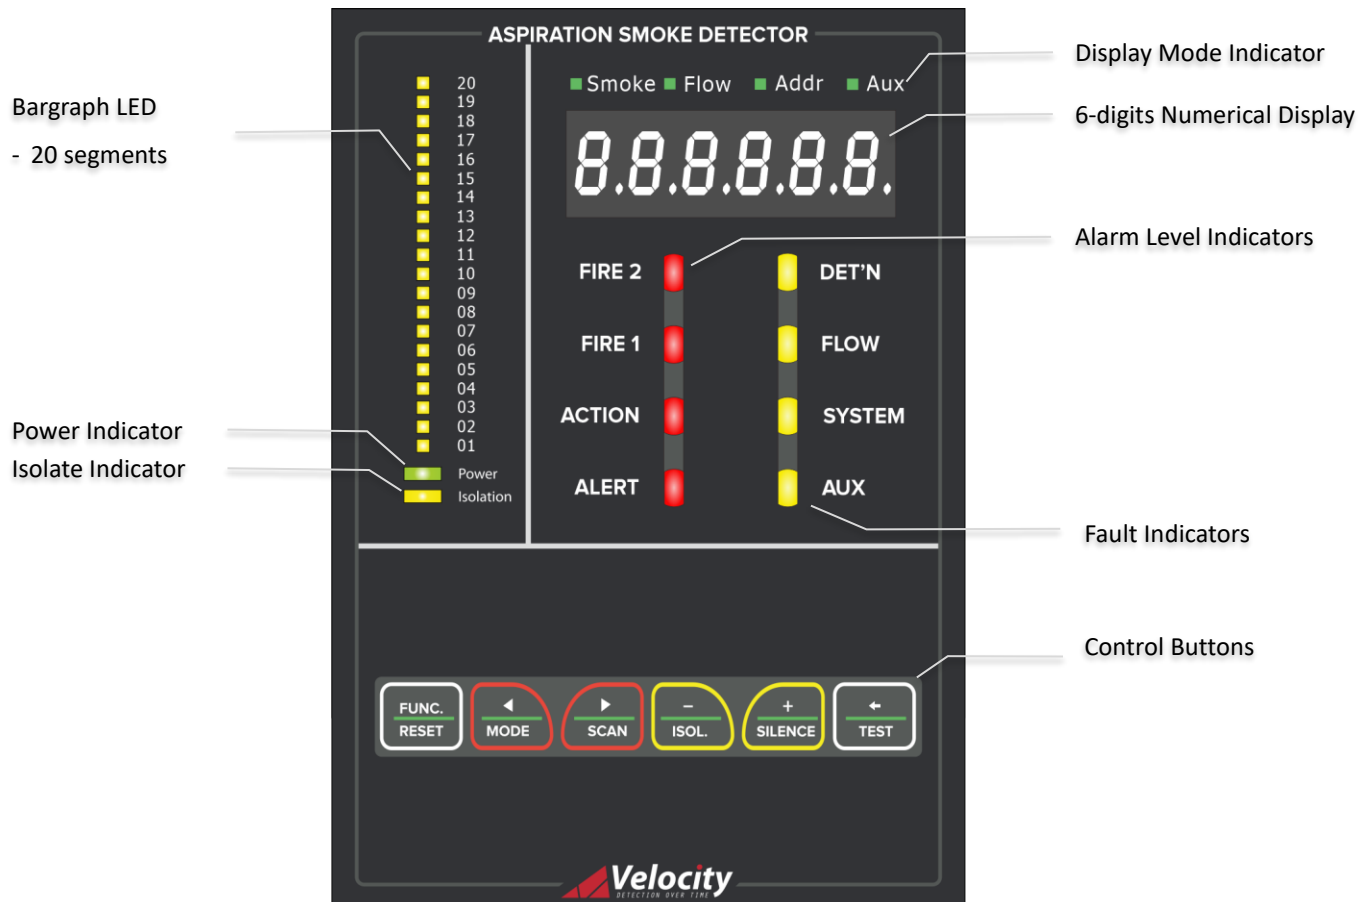 ASPIRATION SMOKE DETECTOR
Display Mode Indicator
Smoke Flow Addr Aux
6-digits Numerical Display
8.8.8.8.8.8.
Bargraph LED
- 20 segments
20
19
18
17
16
15
14
13
12
11
10
09
08
07
06
05
04
03
02
01
Power Indicator
Isolate Indicator
Power
Isolation
Alarm Level Indicators
FIRE 2 DET'N
FIRE 1 FLOW
ACTION SYSTEM
ALERT AUX
Fault Indicators
Control Buttons
FUNC.
RESET
MODE
SCAN
−
ISOL.
+
SILENCE
TEST
Velocity
DETECTION OVER TIME